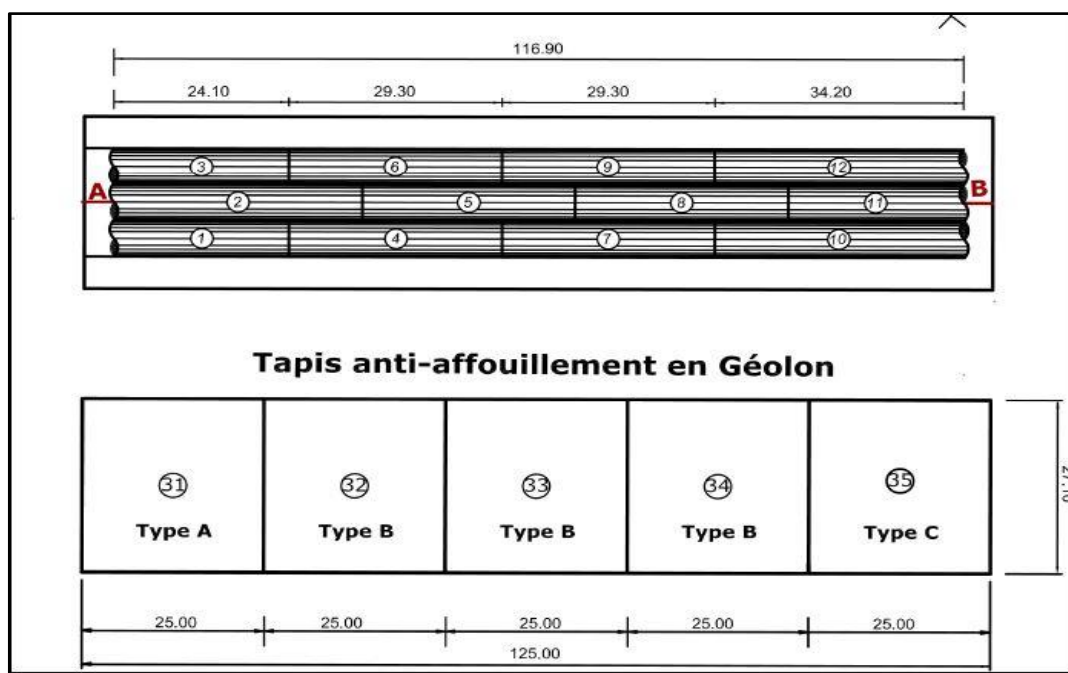 116.90
24.10 29.30 29.30 34.20
3 6 9 12
A B
2 5 8 11
1 4 7 10
Tapis anti-affouillement en Géolon
31 32 33 34 35
Type A Type B Type B Type B Type C
25.00 25.00 25.00 25.00 25.00
125.00